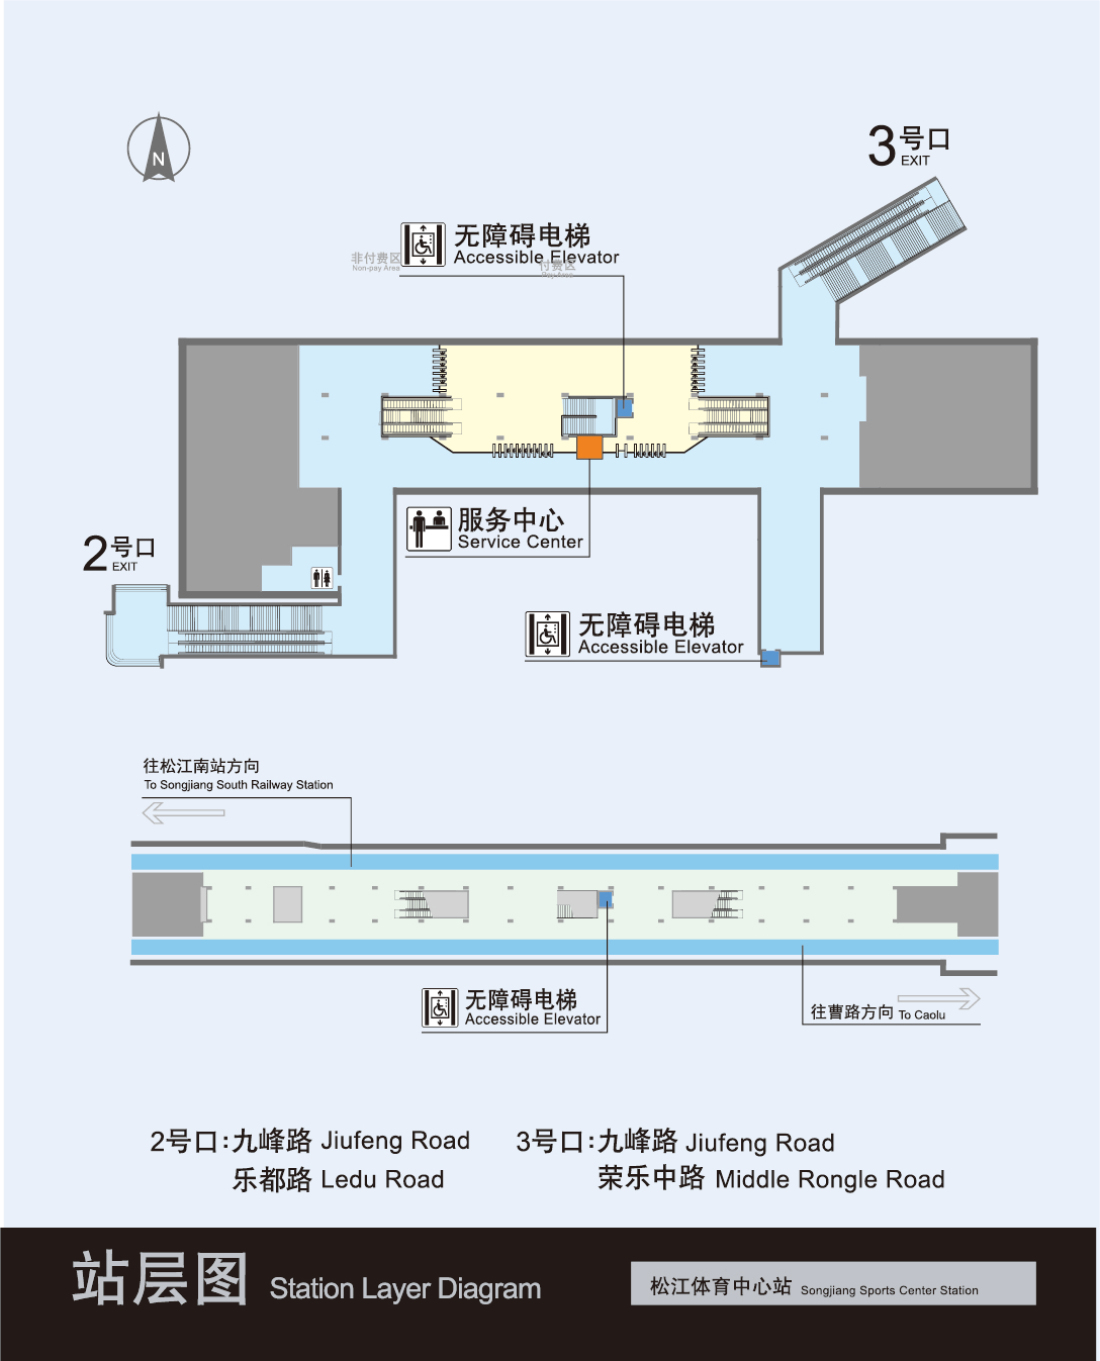 N
3号口
EXIT
无障碍电梯
Accessible Elevator
非付费区
Non-pay Area
付费区
Pay Area
服务中心
Service Center
2号口
EXIT
无障碍电梯
Accessible Elevator
往松江南站方向
To Songjiang South Railway Station
无障碍电梯
Accessible Elevator
往曹路方向 To Caolu
2号口:九峰路 Jiufeng Road
乐都路 Ledu Road
3号口:九峰路 Jiufeng Road
荣乐中路 Middle Rongle Road
站层图 Station Layer Diagram
松江体育中心站 Songjiang Sports Center Station